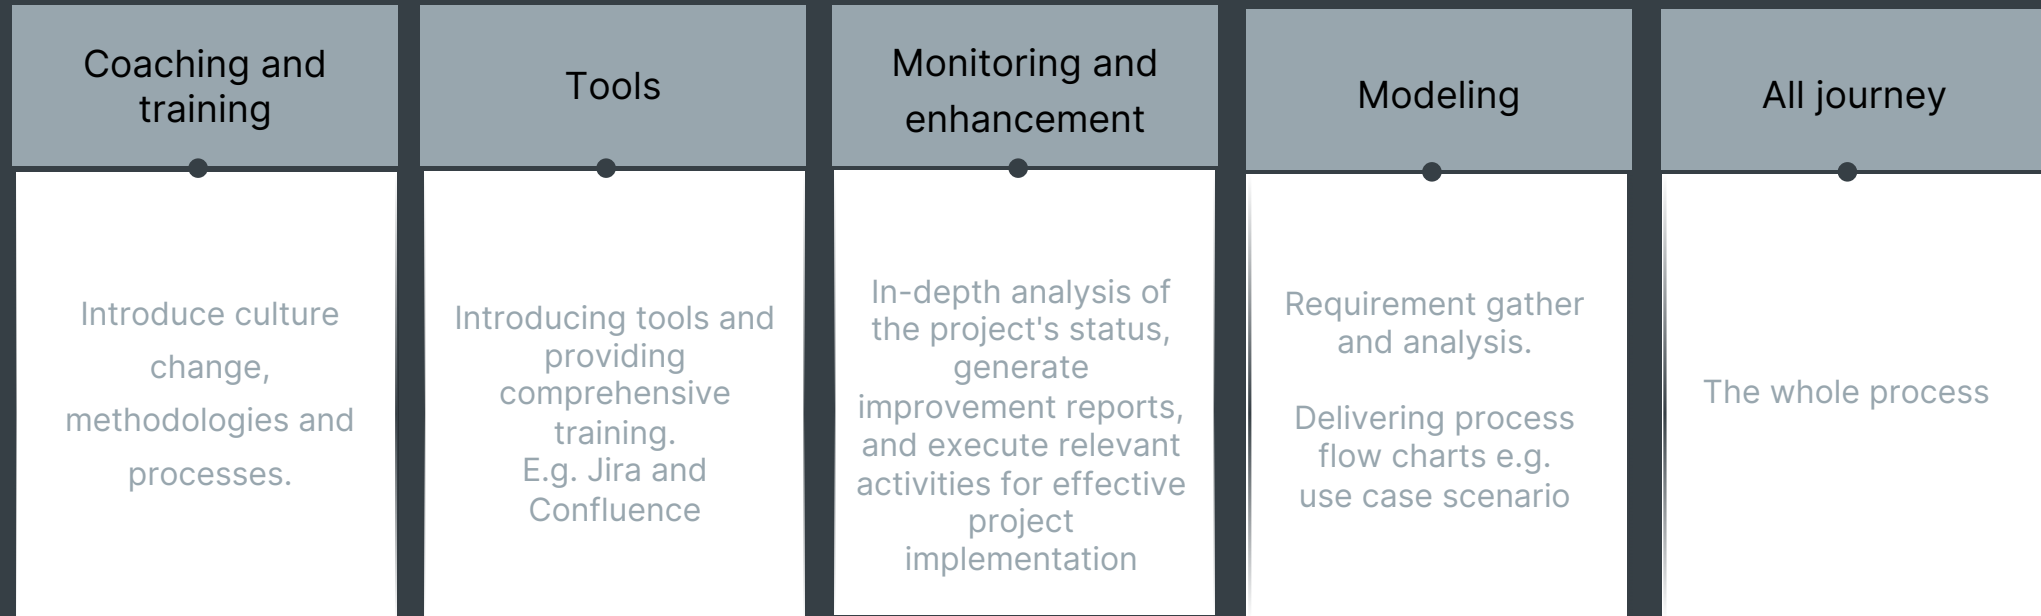 Coaching and
training
Introduce culture
change,
methodologies and
processes.
Tools
Introducing tools and
providing
comprehensive
training.
E.g. Jira and
Confluence
Monitoring and
enhancement
In-depth analysis of
the project's status,
generate
improvement reports,
and execute relevant
activities for effective
project
implementation
Modeling
Requirement gather
and analysis.
Delivering process
flow charts e.g.
use case scenario
All journey
The whole process